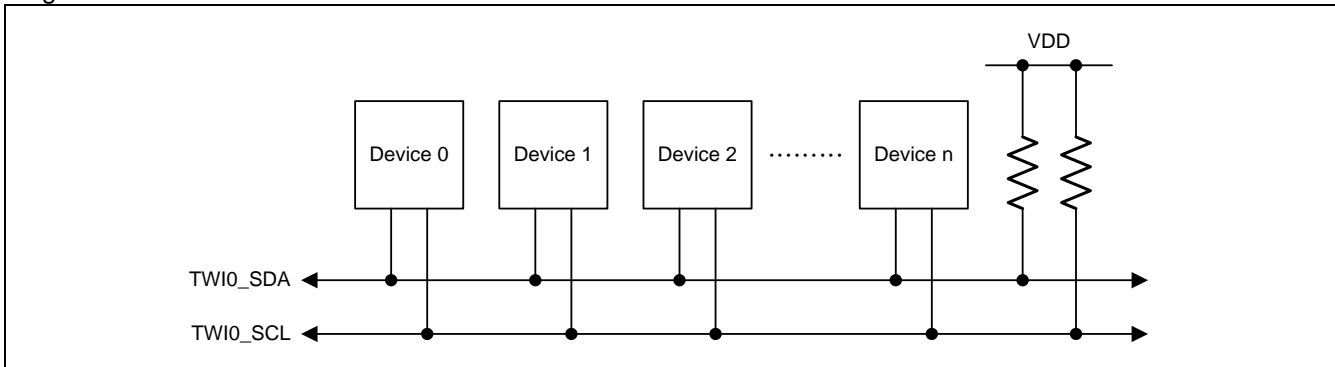 VDD
Device 0 Device 1 Device 2 ......... Device n
TWI0_SDA
TWI0_SCL